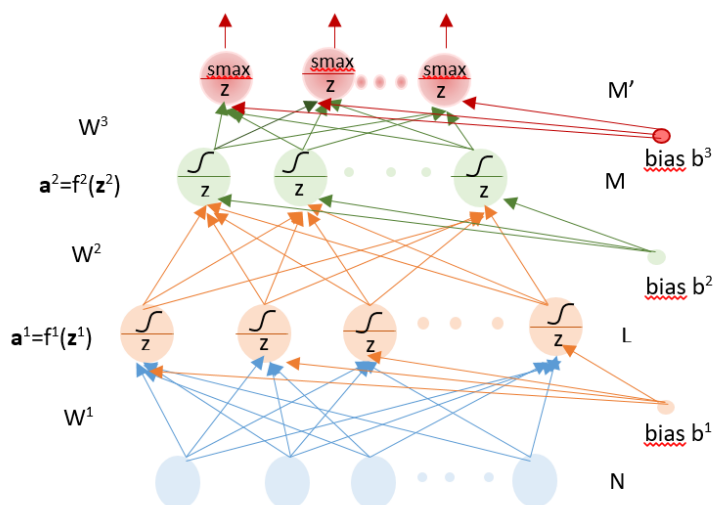 smax smax smax
z z z
M’
W³
bias b³
a²=f²(z²)
z z z
M
W²
bias b²
a¹=f¹(z¹)
z z z z
L
W¹
bias b¹
N